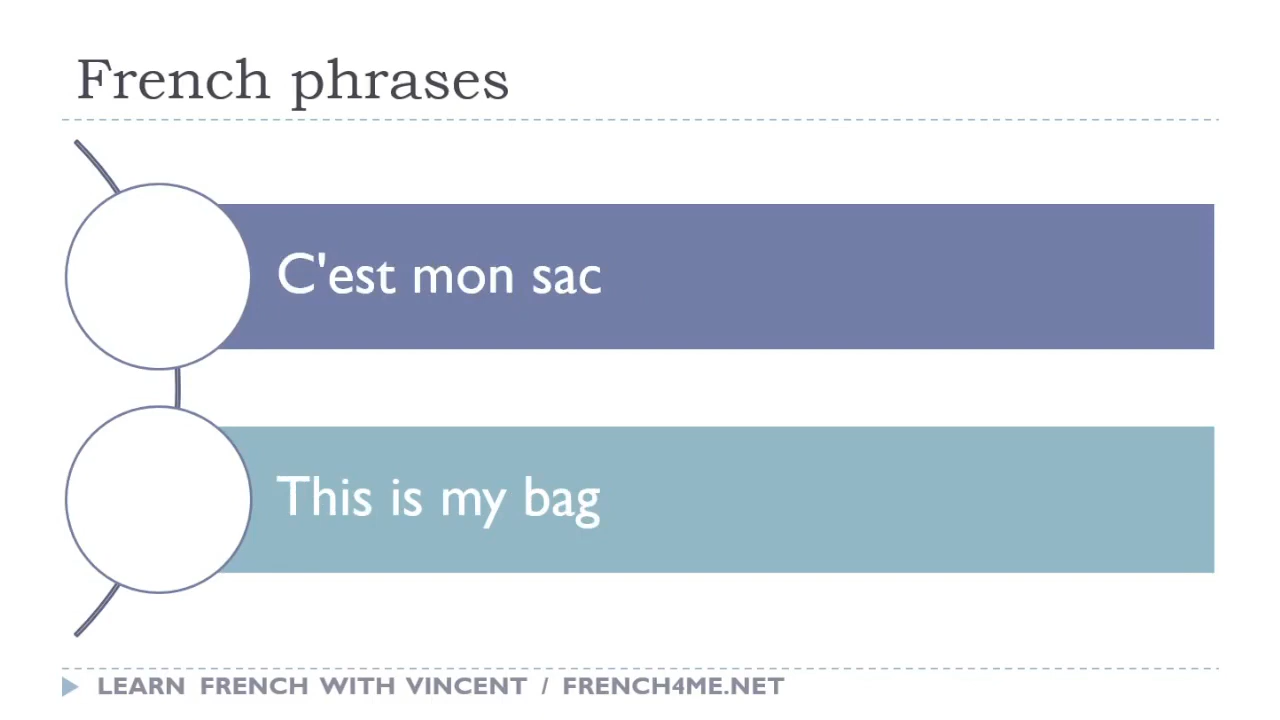 French phrases
C'est mon sac
This is my bag
LEARN FRENCH WITH VINCENT / FRENCH4ME.NET